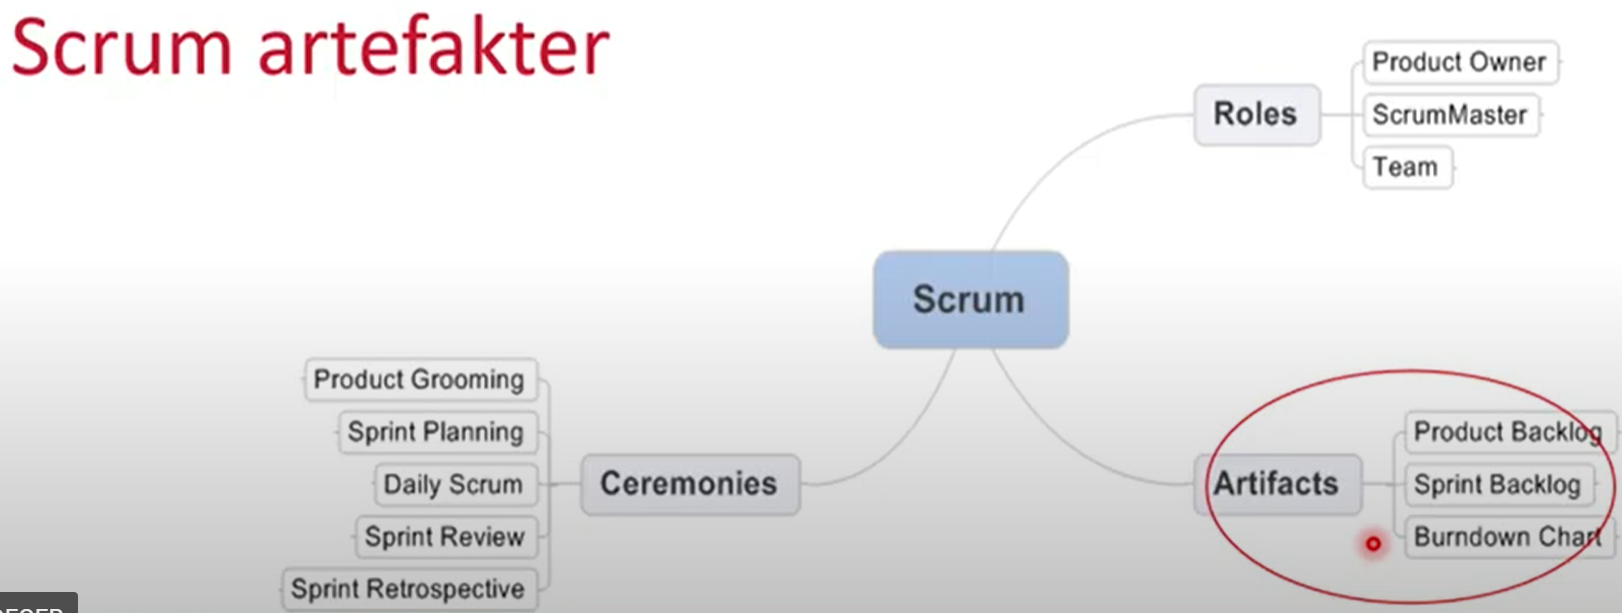 Scrum artefakter
Product Owner
Roles
ScrumMaster
Team
Scrum
Product Grooming
Sprint Planning
Ceremonies
Daily Scrum
Sprint Review
Sprint Retrospective
Artifacts
Product Backlog
Sprint Backlog
Burndown Chart